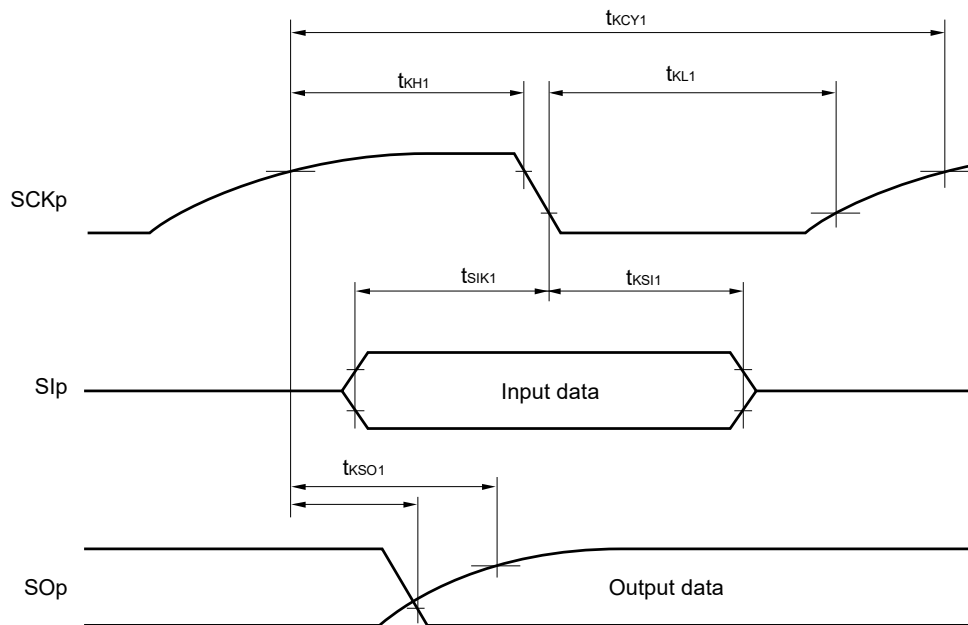 tKCY1
tKH1
tKL1
SCKp
tSIK1
tKSI1
SIp
Input data
tKSO1
SOp
Output data